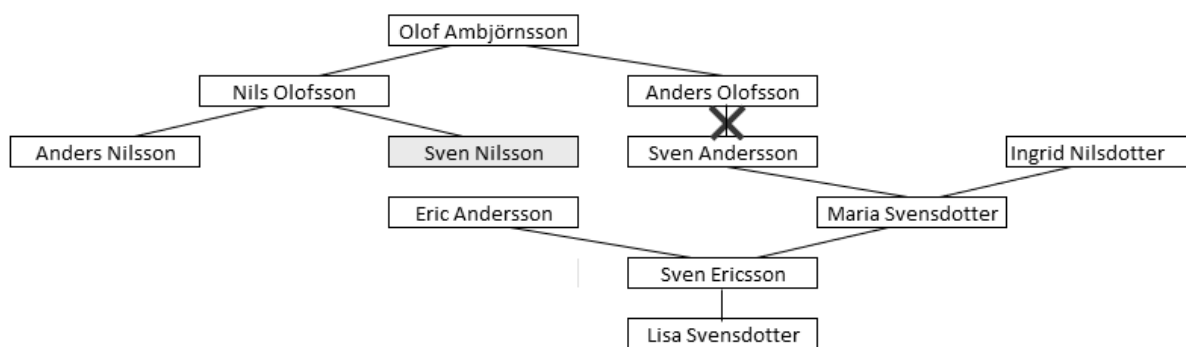 Olof Ambjörnsson
Nils Olofsson
Anders Olofsson
Anders Nilsson
Sven Nilsson
Sven Andersson
Ingrid Nilsdotter
Eric Andersson
Maria Svensdotter
Sven Ericsson
Lisa Svensdotter